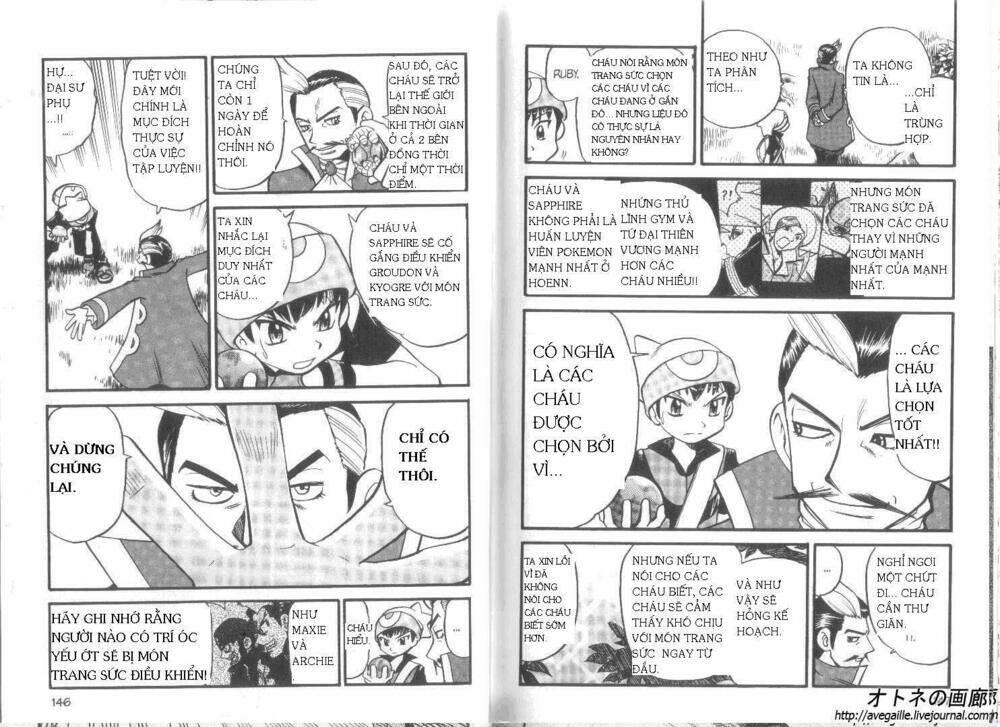 TA KHÔNG
TIN LÀ...
...CHỈ
LÀ
TRÙNG
HỢP.
THEO NHƯ
TA PHÂN
TÍCH...
CHÁU NÓI RẰNG MÓN
TRANG SỨC CHỌN
CÁC CHÁU VÌ CÁC
CHÁU ĐANG Ở GẦN
ĐÓ... NHƯNG LIỆU ĐÓ
CÓ THỰC SỰ LÀ
NGUYÊN NHÂN HAY
KHÔNG?
RUBY.
NHƯNG MÓN
TRANG SỨC ĐÃ
CHỌN CÁC CHÁU
THAY VÌ NHỮNG
NGƯỜI MẠNH
NHẤT CỦA MẠNH
NHẤT.
?!
NHỮNG THỦ
LĨNH GYM VÀ
TỨ ĐẠI THIÊN
VƯƠNG MẠNH
HƠN CÁC
CHÁU NHIỀU!!
CHÁU VÀ
SAPPHIRE
KHÔNG PHẢI LÀ
HUẤN LUYỆN
VIÊN POKEMON
MẠNH NHẤT Ở
HOENN.
... CÁC
CHÁU
LÀ LỰA
CHỌN
TỐT
NHẤT!!
CÓ NGHĨA
LÀ CÁC
CHÁU
ĐƯỢC
CHỌN BỞI
VÌ...
NGHỈ NGƠI
MỘT CHÚT
ĐI... CHÁU
CẦN THƯ
GIÃN.
...
VÀ NHƯ
VẬY SẼ
HỎNG KẾ
HOẠCH.
NHƯNG NẾU TA
NÓI CHO CÁC
CHÁU BIẾT, CÁC
CHÁU SẼ CẢM
THẤY KHÓ CHỊU
VỚI MÓN TRANG
SỨC NGAY TỪ
ĐẦU.
TA XIN LỖI
VÌ ĐÃ
KHÔNG NÓI
CHO CÁC
CHÁU BIẾT
SỚM HƠN.
SAU ĐÓ, CÁC
CHÁU SẼ TRỞ
LẠI THẾ GIỚI
BÊN NGOÀI
KHI THỜI GIAN
Ở CẢ 2 BÊN
ĐỒNG THỜI
CHỈ MỘT THỜI
ĐIỂM.
CHÚNG
TA CHỈ
CÒN 1
NGÀY ĐỂ
HOÀN
CHỈNH NÓ
THÔI.
CHÁU VÀ
SAPPHIRE SẼ CỐ
GẮNG ĐIỀU KHIỂN
GROUDON VÀ
KYOGRE VỚI MÓN
TRANG SỨC.
TA XIN
NHẮC LẠI
MỤC ĐÍCH
DUY NHẤT
CỦA CÁC
CHÁU...
TUYỆT VỜI!
ĐÂY MỚI
CHÍNH LÀ
MỤC ĐÍCH
THỰC SỰ
CỦA VIỆC
TẬP LUYỆN!!
HỰ...
ĐẠI SƯ
PHỤ
...!!
CHỈ CÓ
THẾ
THÔI.
VÀ DỪNG
CHÚNG
LẠI.
...
CHÁU
HIỂU.
NHƯ
MAXIE
VÀ
ARCHIE
HÃY GHI NHỚ RẰNG
NGƯỜI NÀO CÓ TRÍ ÓC
YẾU ỚT SẼ BỊ MÓN
TRANG SỨC ĐIỀU KHIỂN!
146
オトネの画廊
http://avegaille.livejournal.com/